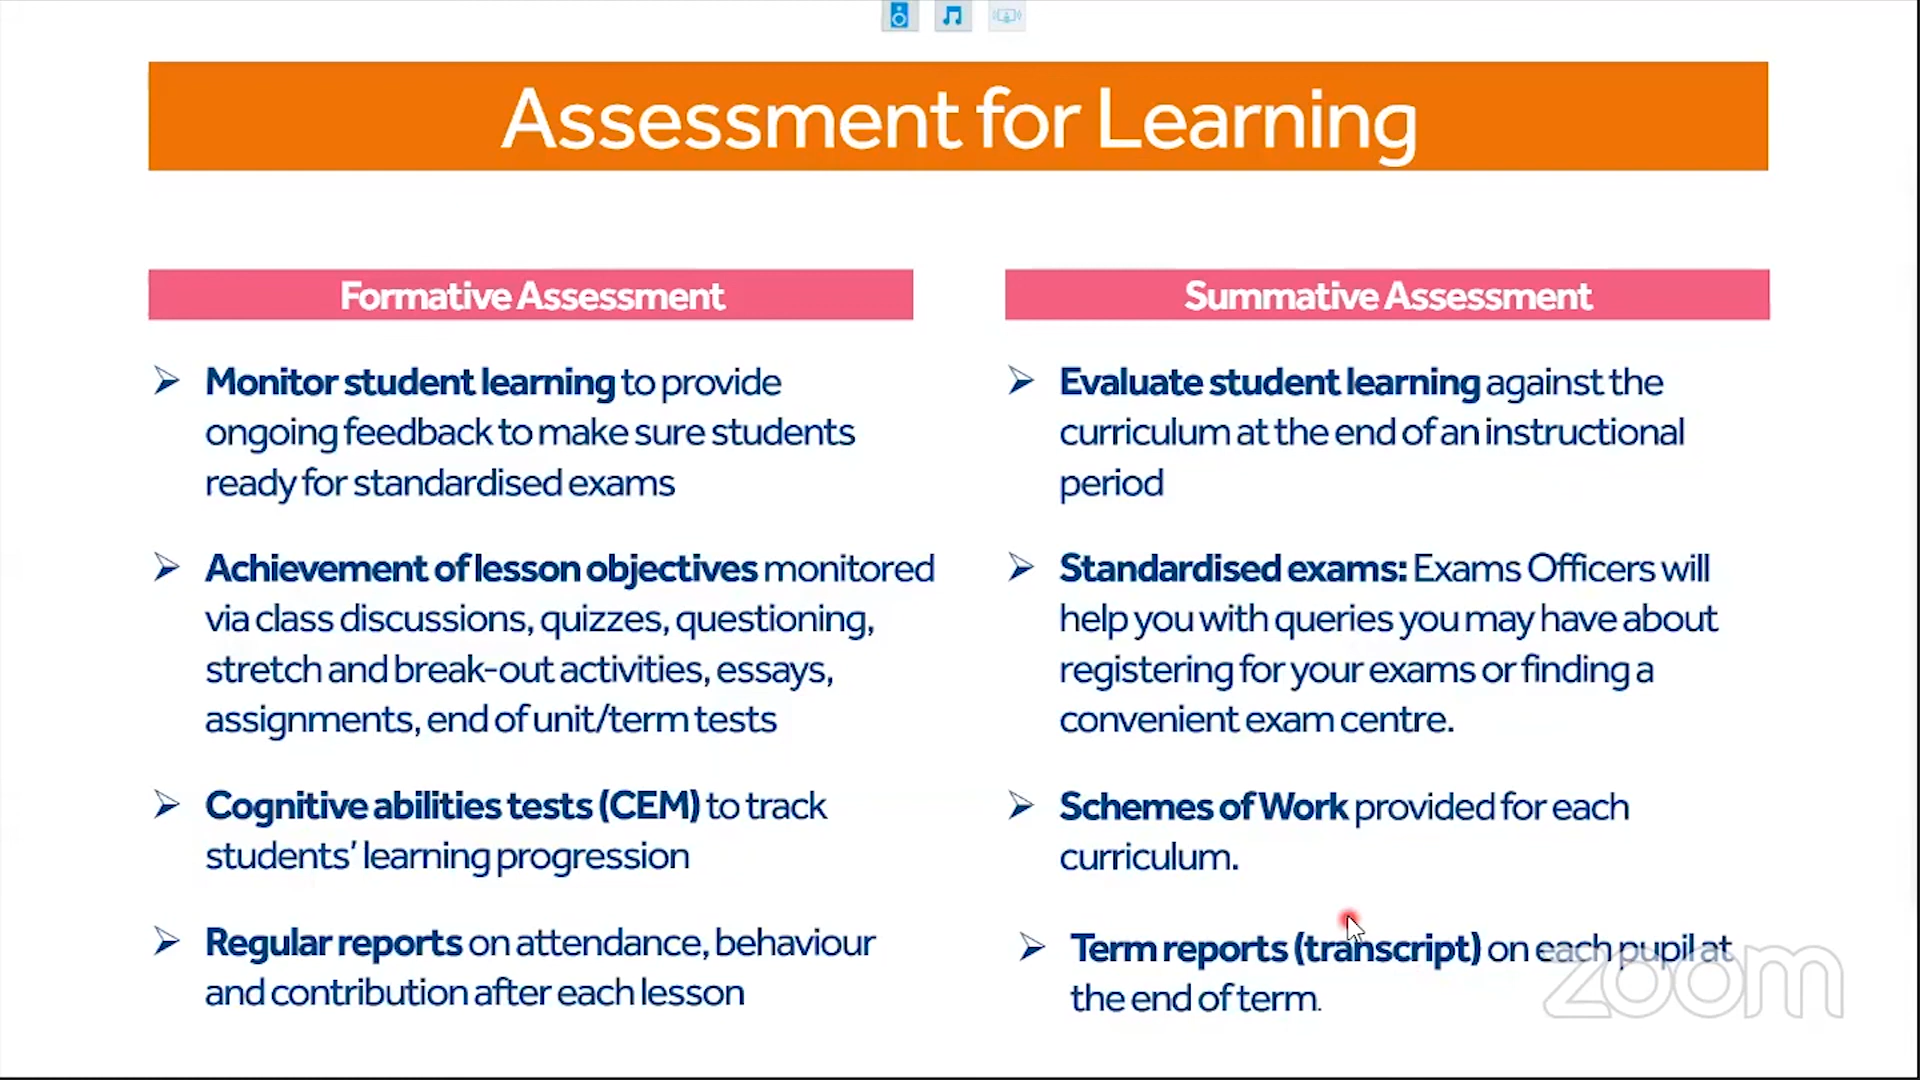 Assessment for Learning
Formative Assessment
Monitor student learning to provide
ongoing feedback to make sure students
ready for standardised exams
Achievement of lesson objectives monitored
via class discussions, quizzes, questioning,
stretch and break-out activities, essays,
assignments, end of unit/term tests
Cognitive abilities tests (CEM) to track
students’ learning progression
Regular reports on attendance, behaviour
and contribution after each lesson
Summative Assessment
Evaluate student learning against the
curriculum at the end of an instructional
period
Standardised exams: Exams Officers will
help you with queries you may have about
registering for your exams or finding a
convenient exam centre.
Schemes of Work provided for each
curriculum.
Term reports (transcript) on each pupil at
the end of term.
zoom